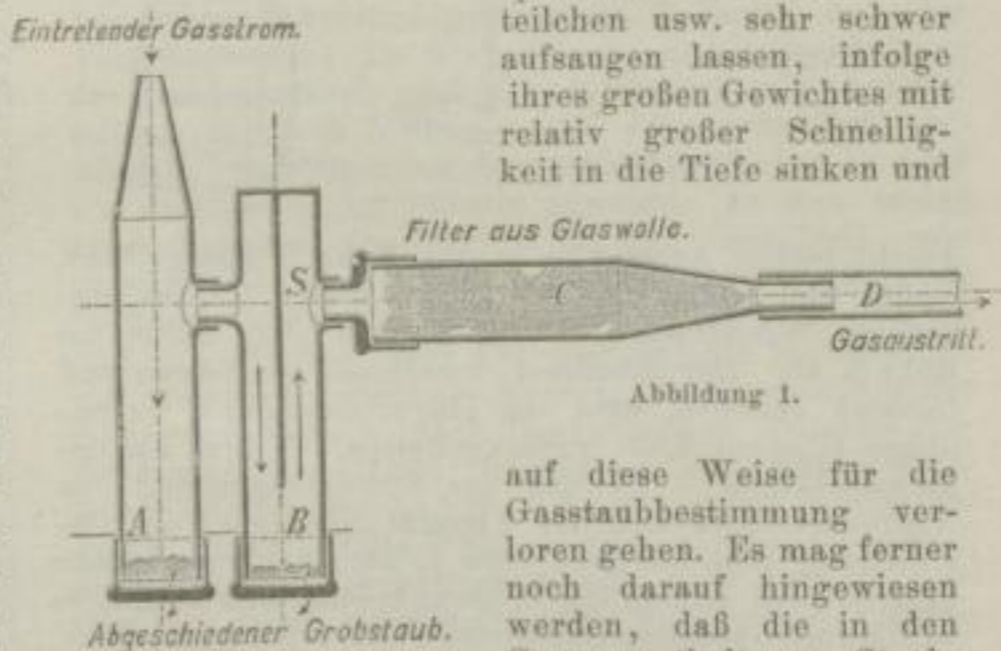 Eintretender Gasstrom.
teilchen usw. sehr schwer
aufsaugen lassen, infolge
ihres großen Gewichtes mit
relativ großer Schnellig-
keit in die Tiefe sinken und
Filter aus Glaswolle.
S
C
D
Gasaustritt.
Abbildung 1.
A
B
Abgeschiedener Grobstaub.
auf diese Weise für die
Gasstaubbestimmung ver-
loren gehen. Es mag ferner
noch darauf hingewiesen
werden, daß die in den